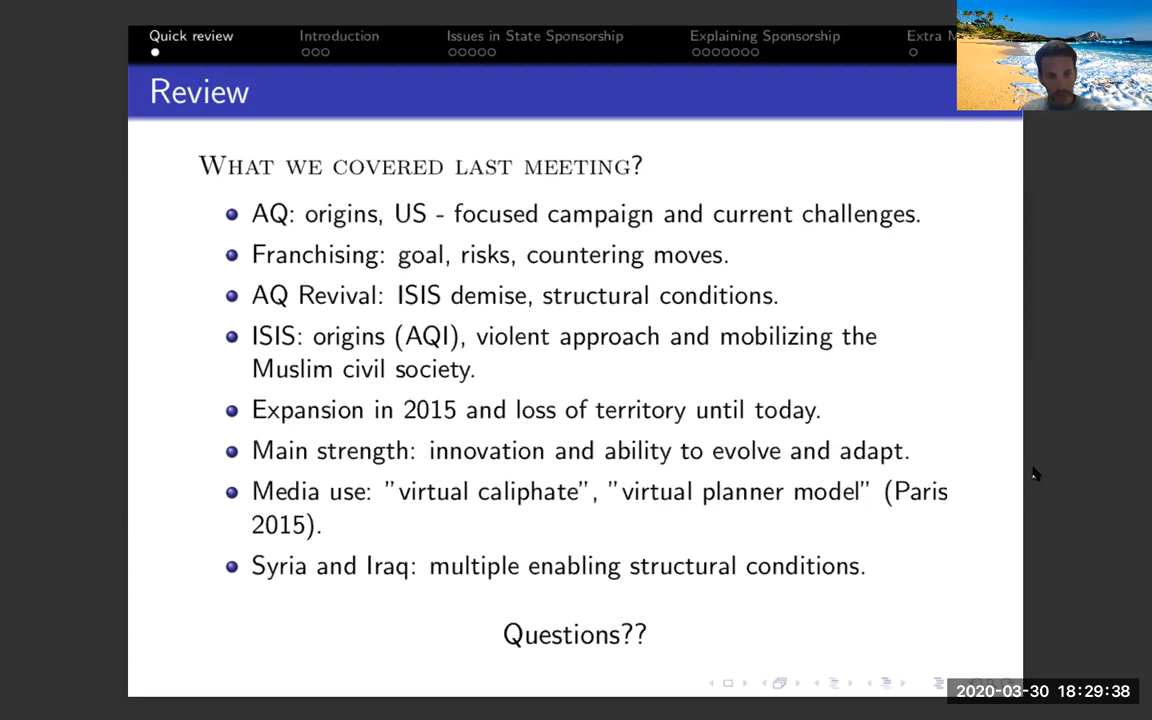 Quick review Introduction Issues in State Sponsorship Explaining Sponsorship Extra M
Review
What we covered last meeting?
AQ: origins, US - focused campaign and current challenges.
Franchising: goal, risks, countering moves.
AQ Revival: ISIS demise, structural conditions.
ISIS: origins (AQI), violent approach and mobilizing the
Muslim civil society.
Expansion in 2015 and loss of territory until today.
Main strength: innovation and ability to evolve and adapt.
Media use: ”virtual caliphate”, ”virtual planner model” (Paris
2015).
Syria and Iraq: multiple enabling structural conditions.
Questions??
2020-03-30 18:29:38